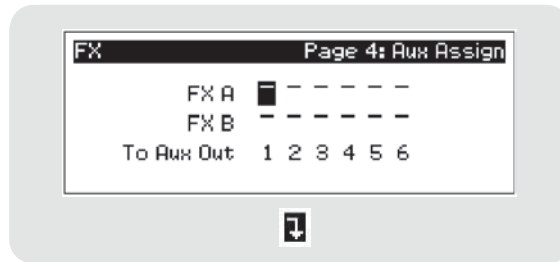 FX Page 4: Aux Assign
FX A - - - - - -
FX B - - - - - -
To Aux Out 1 2 3 4 5 6